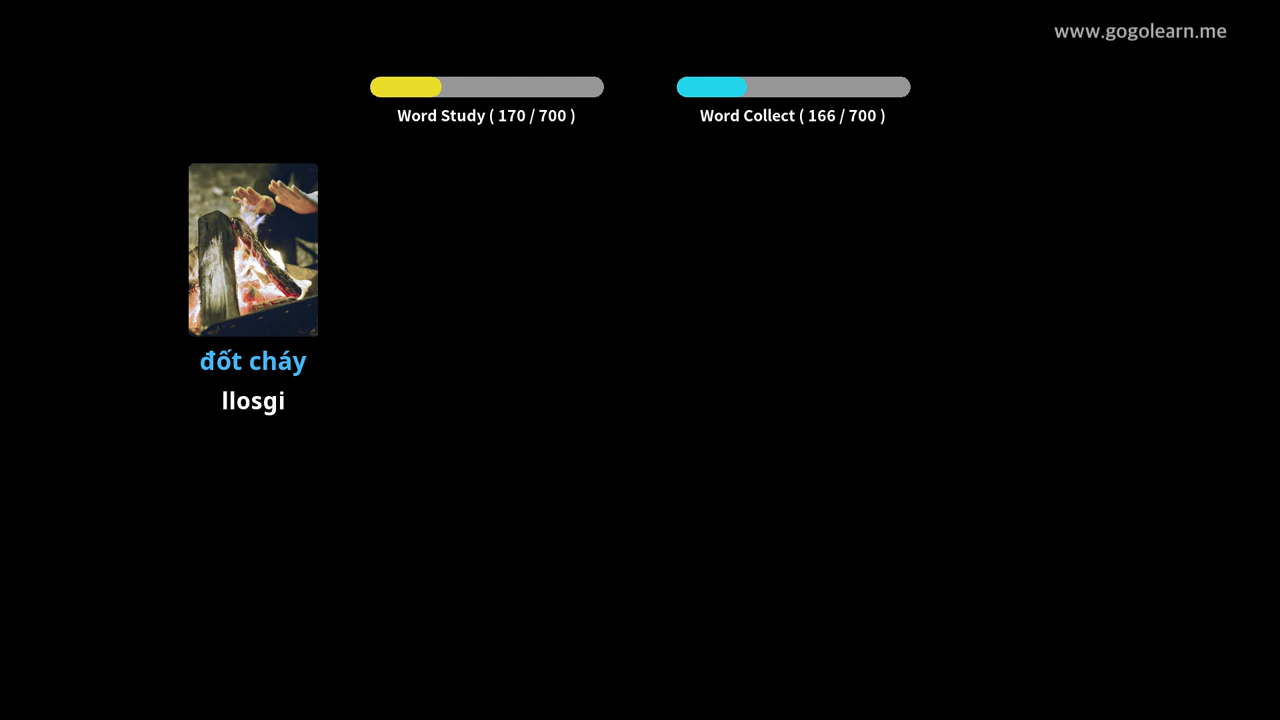 www.gogolearn.me
Word Study ( 170 / 700 )
Word Collect ( 166 / 700 )
đốt cháy
llosgi